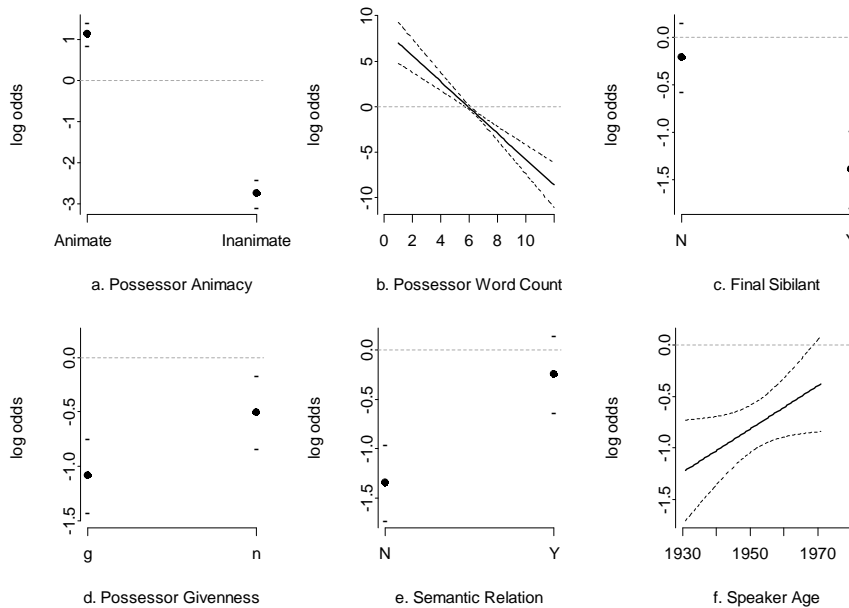 log odds
1
0
-1
-2
-3
Animate Inanimate
a. Possessor Animacy
log odds
10
5
0
-5
-10
0 2 4 6 8 10
b. Possessor Word Count
log odds
0.0
-0.5
-1.0
-1.5
N
c. Final Sibilant
log odds
0.0
-0.5
-1.0
-1.5
g n
d. Possessor Givenness
log odds
0.0
-0.5
-1.0
-1.5
N Y
e. Semantic Relation
log odds
0.0
-0.5
-1.0
-1.5
1930 1950 1970
f. Speaker Age